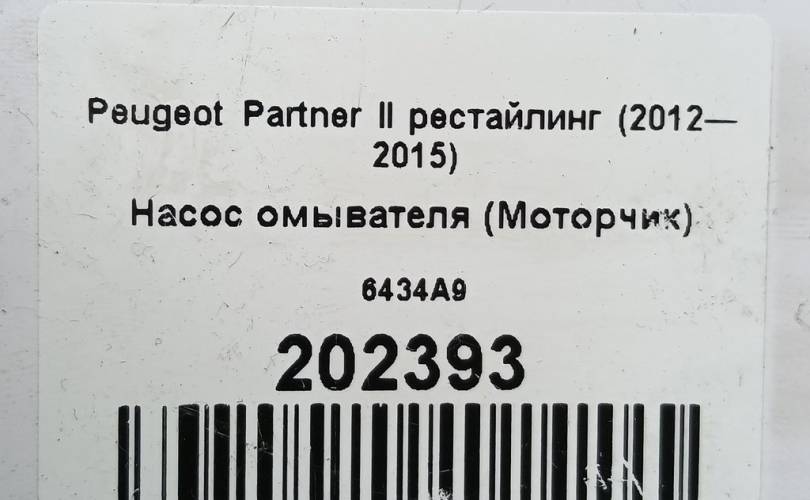 Peugeot Partner II рестайлинг (2012—
2015)
Насос омывателя (Моторчик)
6434A9
202393